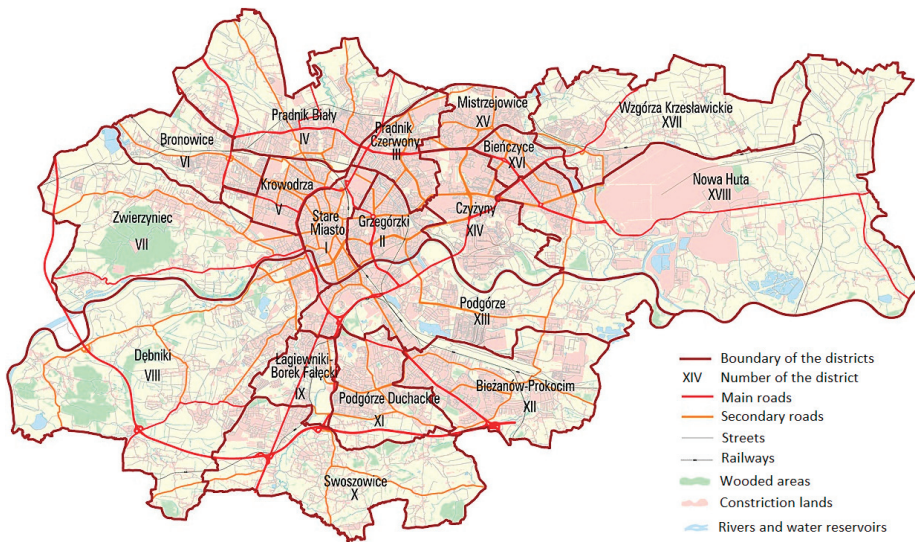 Mistrzejowice
XV
Wzgórza Krzesławickie
XVII
Prądnik Biały
IV
Prądnik
Czerwony
III
Bronowice
VI
Bieńczyce
XVI
Nowa Huta
XVIII
Krowodrza
V
Zwierzyniec
VII
Stare
Miasto
I
Grzegórzki
II
Czyżyny
XIV
Podgórze
XIII
Dębniki
VIII
Łagiewniki-
Borek Fałęcki
IX
Podgórze Duchackie
XI
Bieżanów-Prokocim
XII
Swoszowice
X
Boundary of the districts
XIV Number of the district
Main roads
Secondary roads
Streets
Railways
Wooded areas
Constriction lands
Rivers and water reservoirs